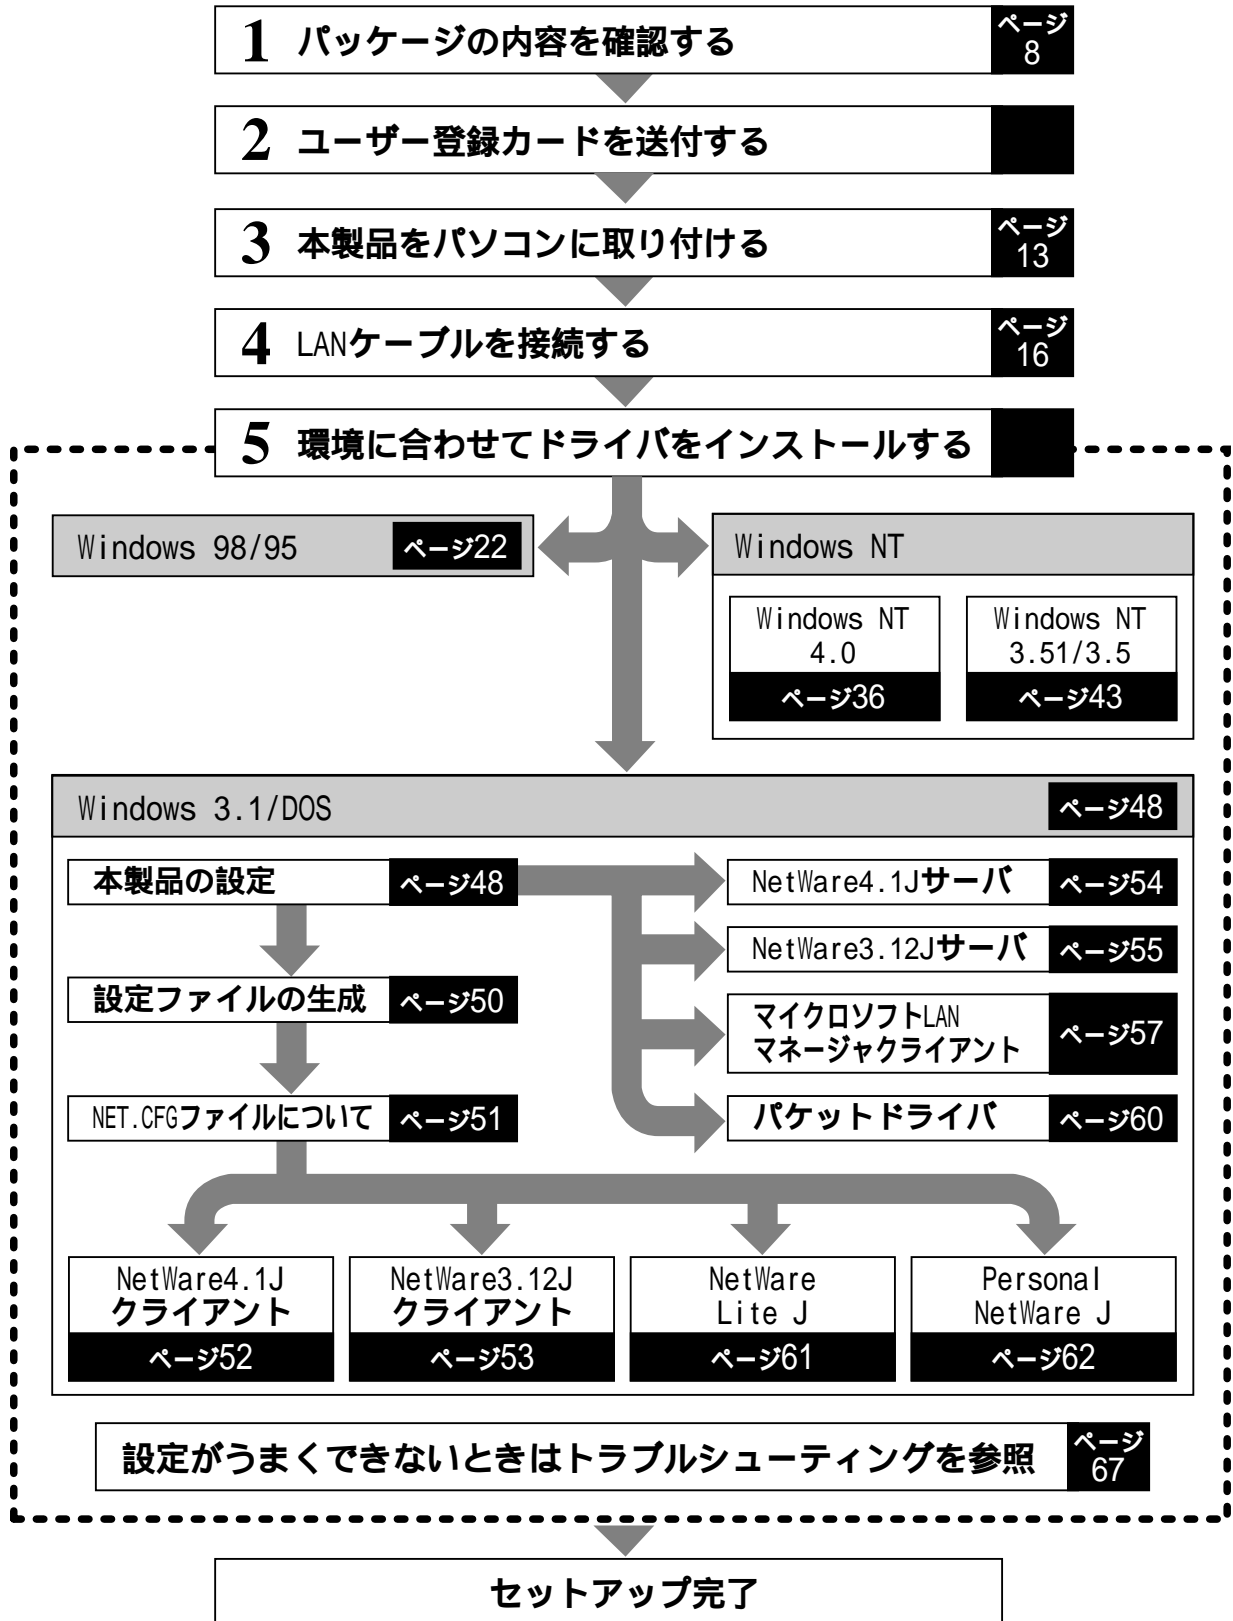 1 パッケージの内容を確認する
ページ
8
2 ユーザー登録カードを送付する
3 本製品をパソコンに取り付ける
ページ
13
4 LANケーブルを接続する
ページ
16
5 環境に合わせてドライバをインストールする
Windows 98/95
ページ22
Windows NT
Windows NT
4.0
ページ36
Windows NT
3.51/3.5
ページ43
Windows 3.1/DOS
ページ48
本製品の設定
ページ48
設定ファイルの生成
ページ50
NET.CFGファイルについて
ページ51
NetWare4.1Jサーバ
ページ54
NetWare3.12Jサーバ
ページ55
マイクロソフトLAN
マネージャクライアント
ページ57
パケットドライバ
ページ60
NetWare4.1J
クライアント
ページ52
NetWare3.12J
クライアント
ページ53
NetWare
Lite J
ページ61
Personal
NetWare J
ページ62
設定がうまくできないときはトラブルシューティングを参照
ページ
67
セットアップ完了